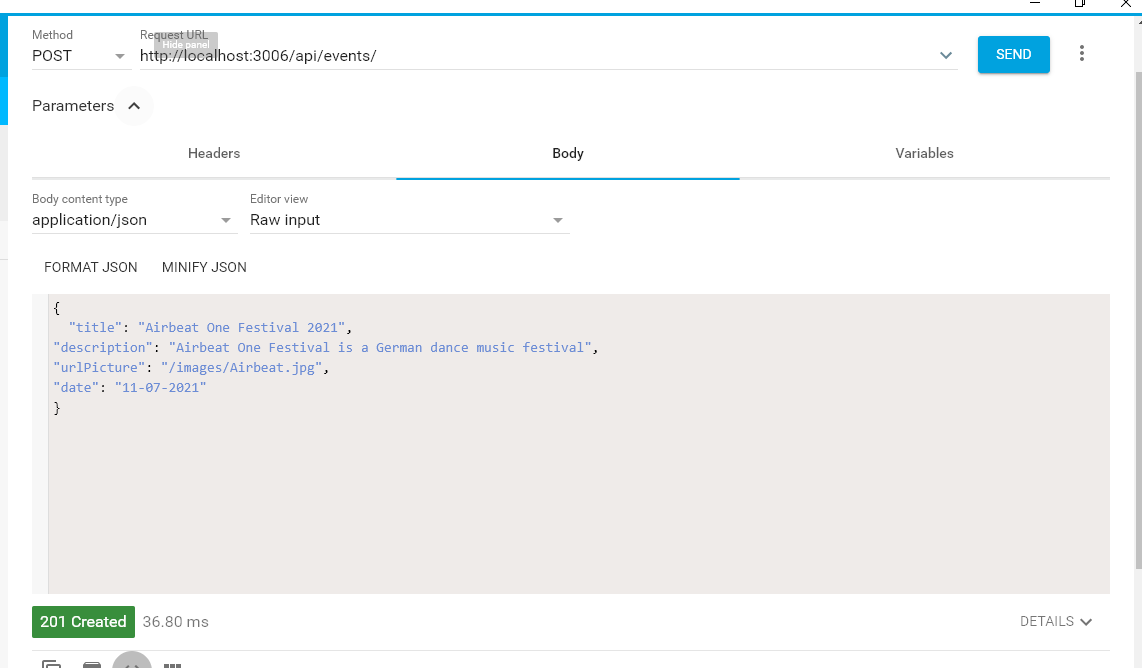 Method
Request URL
Hide panel
POST
http://localhost:3006/api/events/
SEND
Parameters
Headers
Body
Variables
Body content type
Editor view
application/json
Raw input
FORMAT JSON
MINIFY JSON
{
"title": "Airbeat One Festival 2021",
"description": "Airbeat One Festival is a German dance music festival",
"urlPicture": "/images/Airbeat.jpg",
"date": "11-07-2021"
}
201 Created
36.80 ms
DETAILS